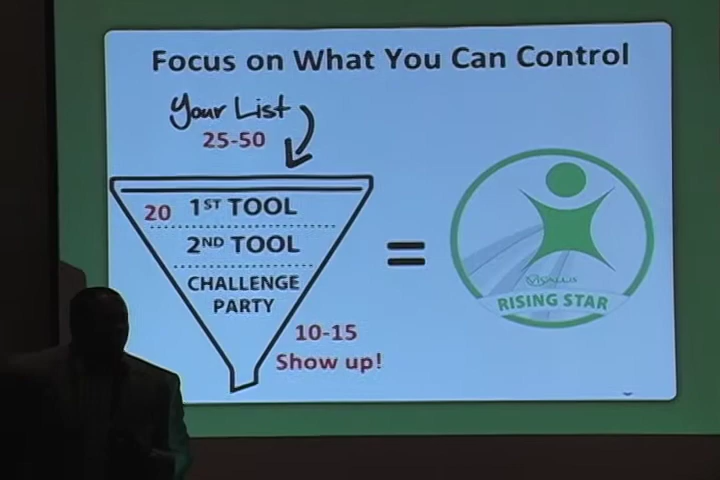 Focus on What You Can Control
Your List
25-50
20 1ST TOOL
2ND TOOL
CHALLENGE
PARTY
10-15
Show up!
=
VISALUS
RISING STAR